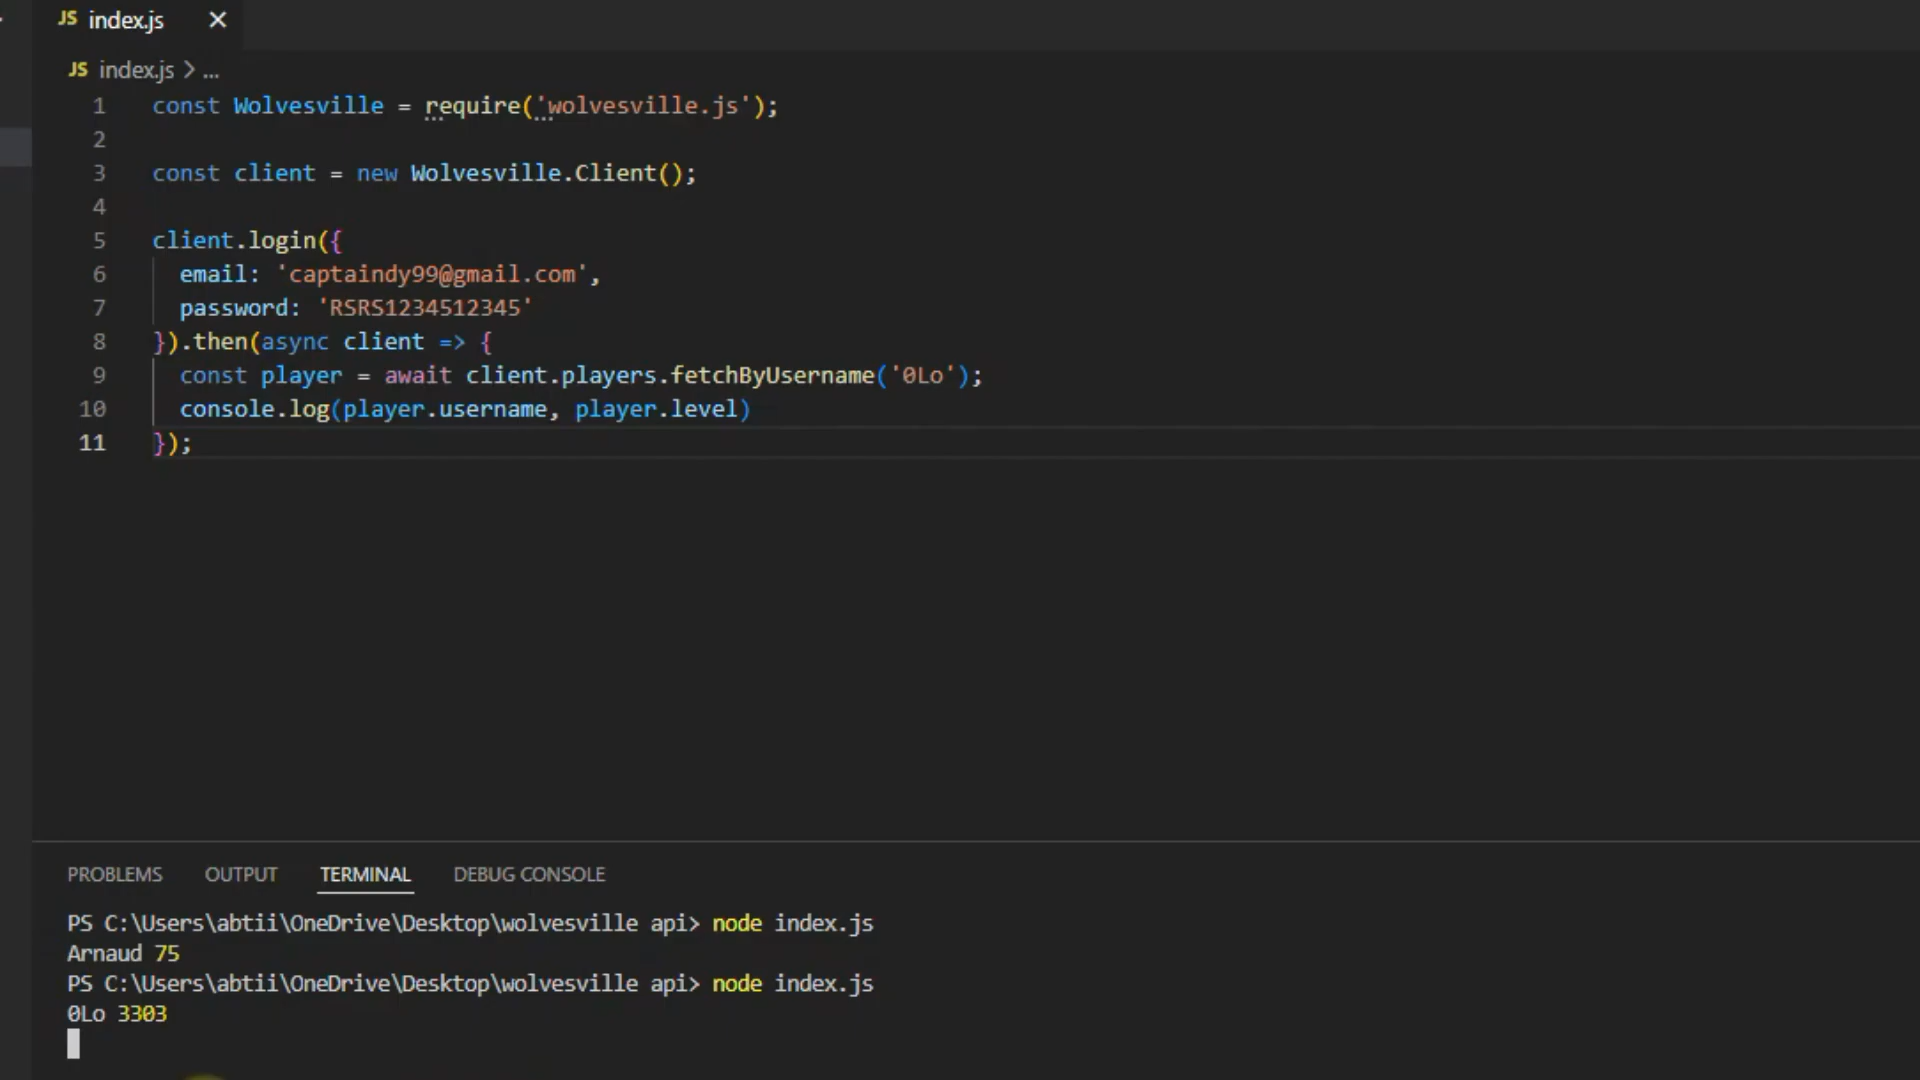 JS index.js ×
JS index.js > ...
1 const Wolvesville = require('wolvesville.js');
2
3 const client = new Wolvesville.Client();
4
5 client.login({
6 email: 'captaindy99@gmail.com',
7 password: 'RSRS1234512345'
8 }).then(async client => {
9 const player = await client.players.fetchByUsername('0Lo');
10 console.log(player.username, player.level)
11 });
PROBLEMS OUTPUT TERMINAL DEBUG CONSOLE
PS C:\Users\abtii\OneDrive\Desktop\wolvesville api> node index.js
Arnaud 75
PS C:\Users\abtii\OneDrive\Desktop\wolvesville api> node index.js
0Lo 3303